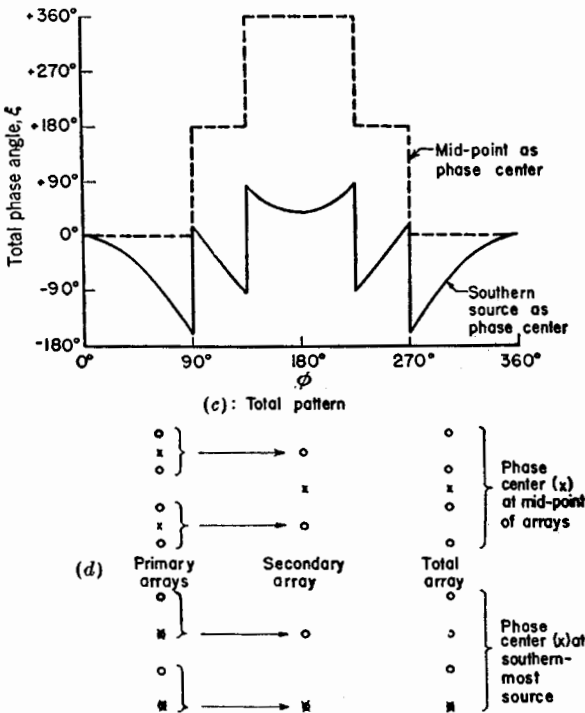 +360°
+270°
+180°
+90°
0°
-90°
-180°
Total phase angle, ξ
Mid-point as
phase center
Southern
source as
phase center
0°
90°
180°
270°
360°
ϕ
(c): Total pattern
Phase
center (x)
at mid-point
of arrays
(d)
Primary
arrays
Secondary
array
Total
array
Phase
center (x) at
southern-
most
source